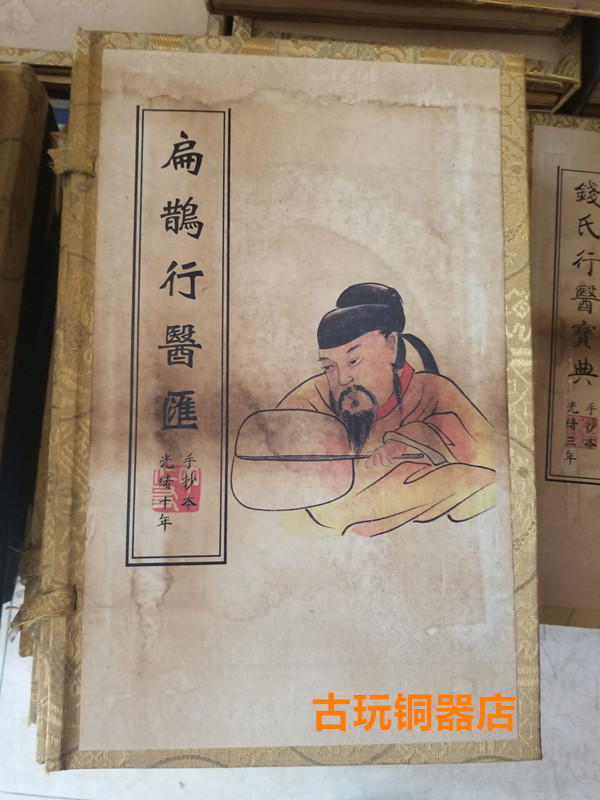 扁鵲行醫匯
手抄本
光绪十年
錢氏行醫寶典
手抄本
光绪三年
古玩铜器店